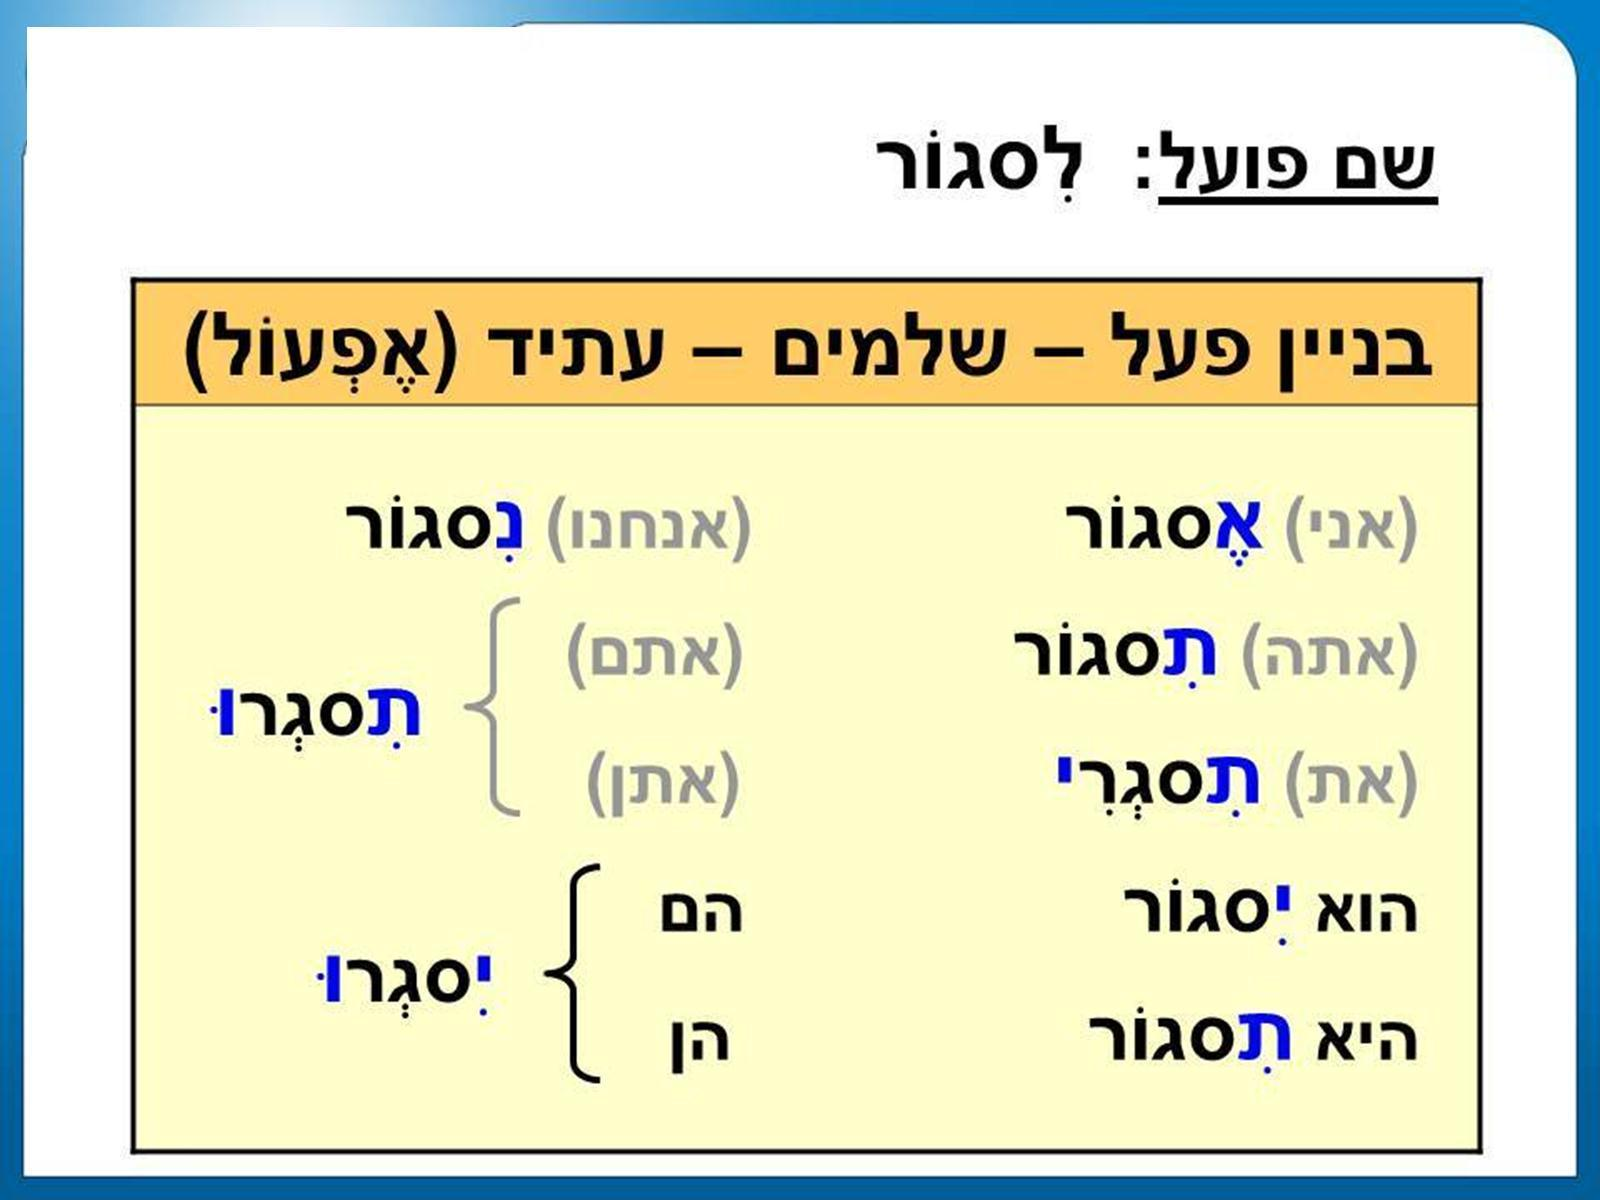 שם פועל: לִסגוֹר
בניין פעל – שלמים – עתיד (אֶפְעוֹל)
(אני) אֶסגוֹר (אנחנו) נִסגוֹר
(אתה) תִסגוֹר (אתם)
תִסגְרוּ
(את) תִסגְרִי (אתן)
הוא יִסגוֹר הם
יִסגְרוּ
היא תִסגוֹר הן